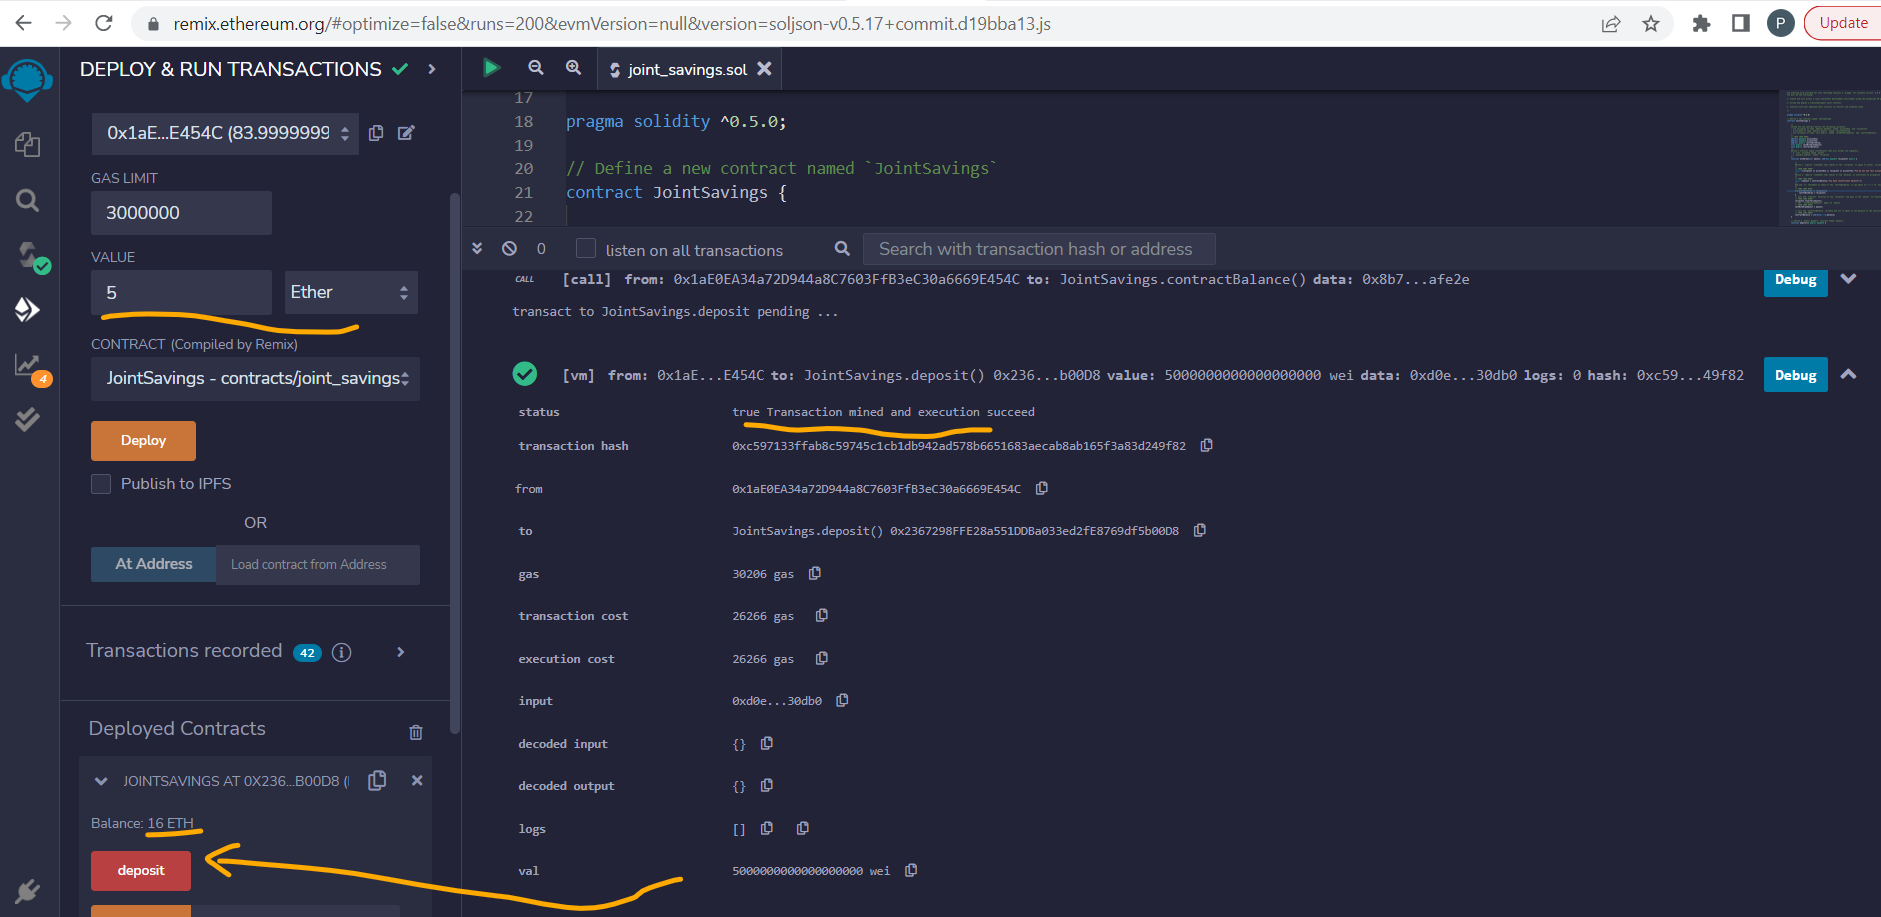 remix.ethereum.org/#optimize=false&runs=200&evmVersion=null&version=soljson-v0.5.17+commit.d19bba13.js
P
Update
DEPLOY & RUN TRANSACTIONS
0x1aE...E454C (83.9999999
GAS LIMIT
3000000
VALUE
5
Ether
CONTRACT (Compiled by Remix)
JointSavings - contracts/joint_savings
4
Deploy
Publish to IPFS
OR
At Address
Load contract from Address
Transactions recorded 42 i
Deployed Contracts
JOINTSAVINGS AT 0X236...B00D8 (
Balance: 16 ETH
deposit
joint_savings.sol
17
18 pragma solidity ^0.5.0;
19
20 // Define a new contract named `JointSavings`
21 contract JointSavings {
22
0
listen on all transactions
Search with transaction hash or address
CALL [call] from: 0x1aE0EA34a72D944a8C7603FfB3eC30a6669E454C to: JointSavings.contractBalance() data: 0x8b7...afe2e
Debug
transact to JointSavings.deposit pending ...
[vm] from: 0x1aE...E454C to: JointSavings.deposit() 0x236...b00D8 value: 5000000000000000000 wei data: 0xd0e...30db0 logs: 0 hash: 0xc59...49f82
Debug
status true Transaction mined and execution succeed
transaction hash 0xc597133ffab8c59745c1cb1db942ad578b6651683aecab8ab165f3a83d249f82
from 0x1aE0EA34a72D944a8C7603FfB3eC30a6669E454C
to JointSavings.deposit() 0x2367298FFE28a551DDBa033ed2fE8769df5b00D8
gas 30206 gas
transaction cost 26266 gas
execution cost 26266 gas
input 0xd0e...30db0
decoded input {}
decoded output {}
logs []
val 5000000000000000000 wei